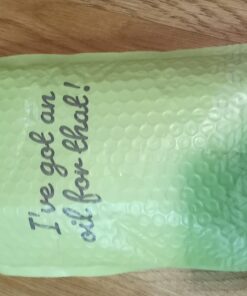 I've got an
oil for that!